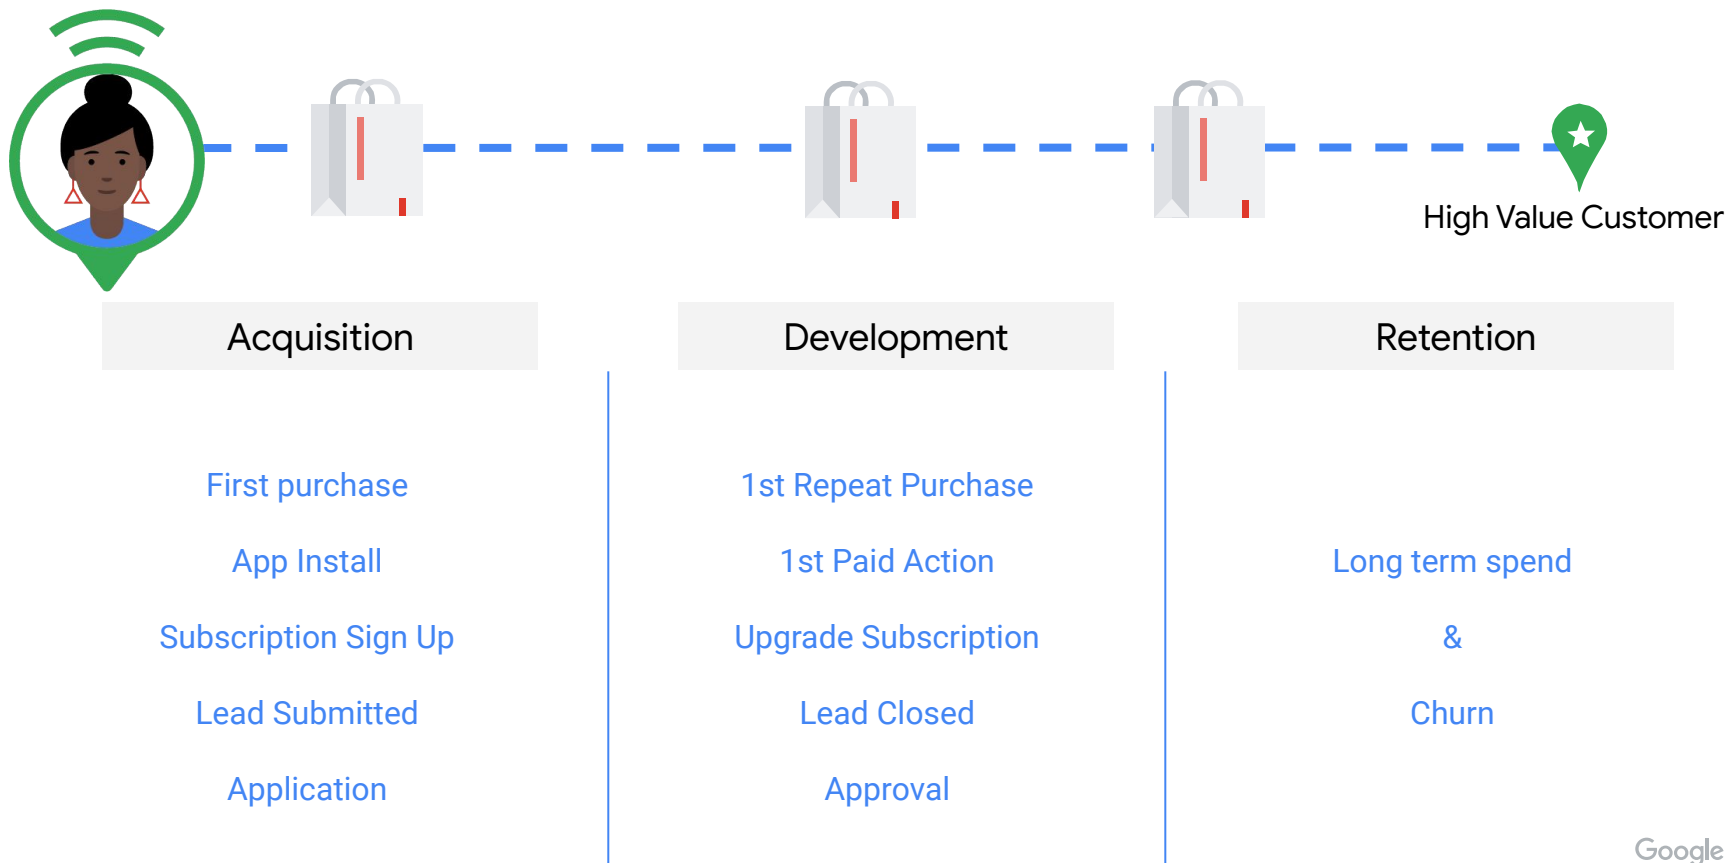 High Value Customer
Acquisition
Development
Retention
First purchase
App Install
Subscription Sign Up
Lead Submitted
Application
1st Repeat Purchase
1st Paid Action
Upgrade Subscription
Lead Closed
Approval
Long term spend
&
Churn
Google